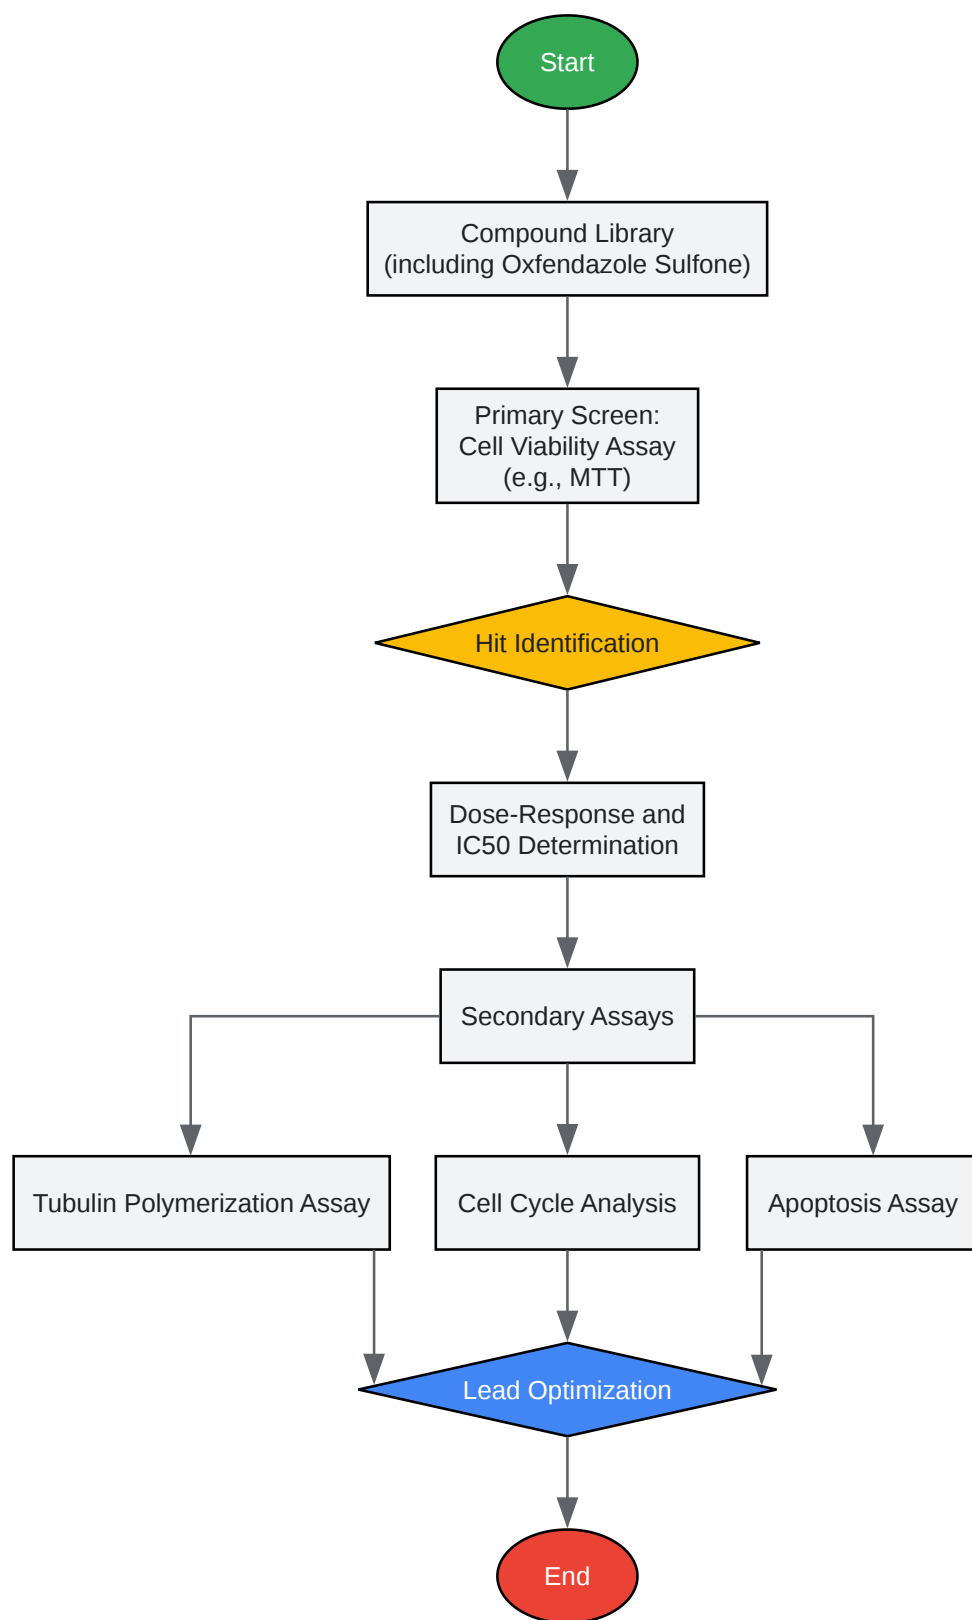 Start
Compound Library
(including Oxfendazole Sulfone)
Primary Screen:
Cell Viability Assay
(e.g., MTT)
Hit Identification
Dose-Response and
IC50 Determination
Secondary Assays
Tubulin Polymerization Assay
Cell Cycle Analysis
Apoptosis Assay
Lead Optimization
End